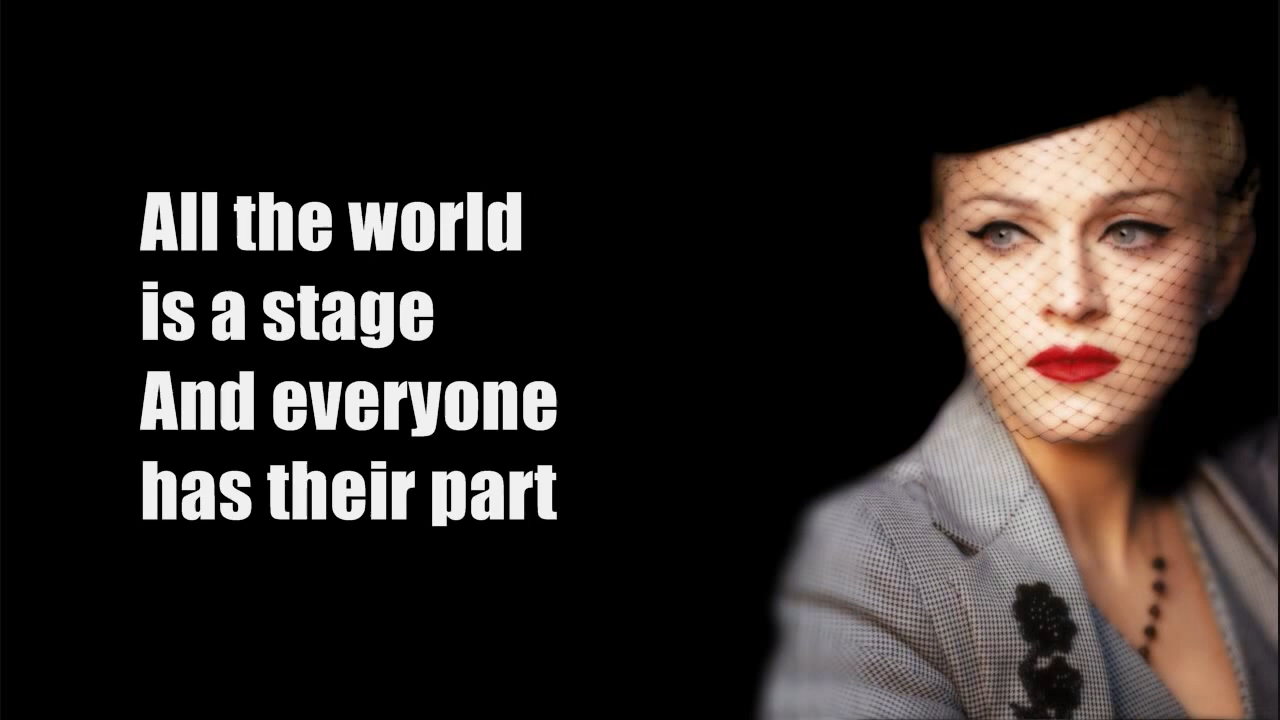 All the world
is a stage
And everyone
has their part